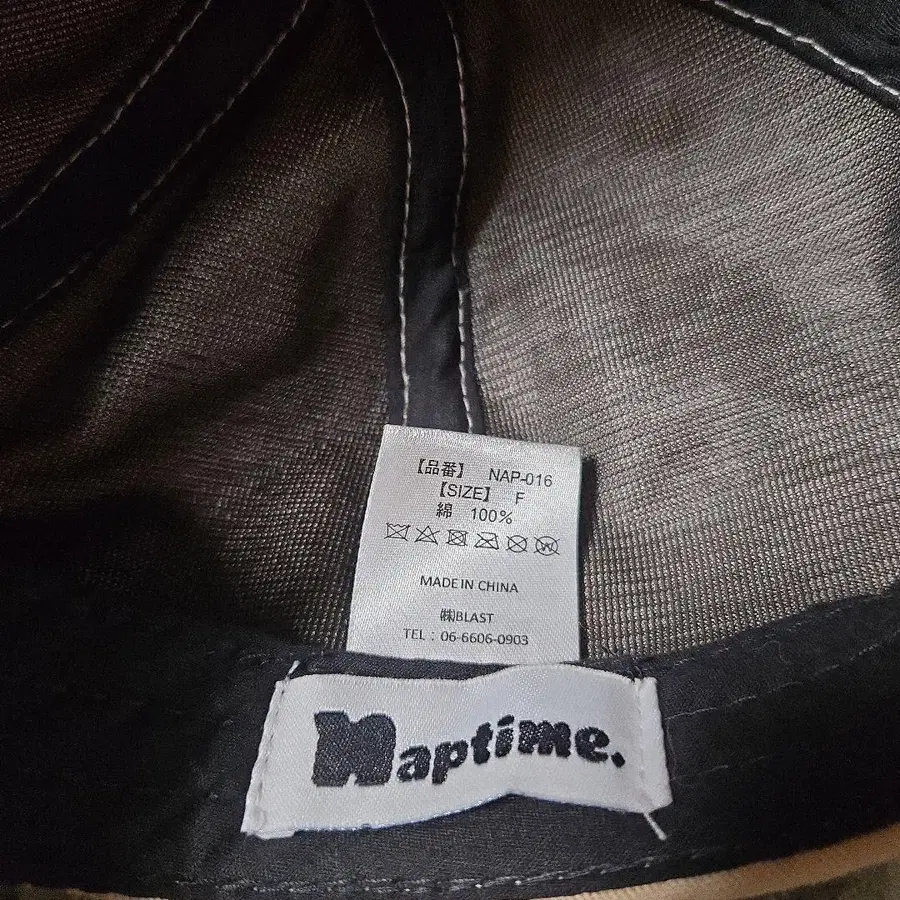 【品番】 NAP-016
【SIZE】 F
綿 100%
MADE IN CHINA
㈱BLAST
TEL：06-6606-0903
Naptime.